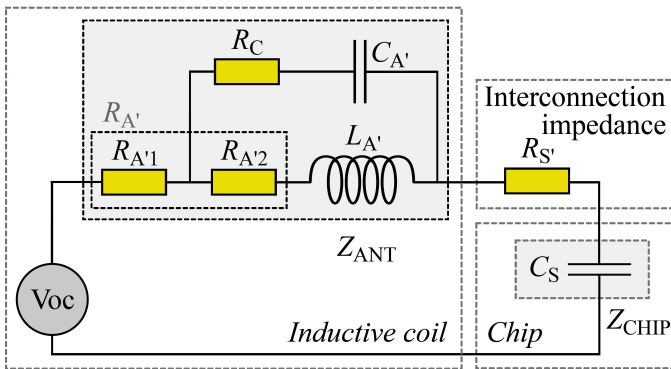 R_C
C_A'
R_A'
R_A'1
R_A'2
L_A'
Interconnection
impedance
R_S'
Z_ANT
C_S
Voc
Z_CHIP
Inductive coil
Chip